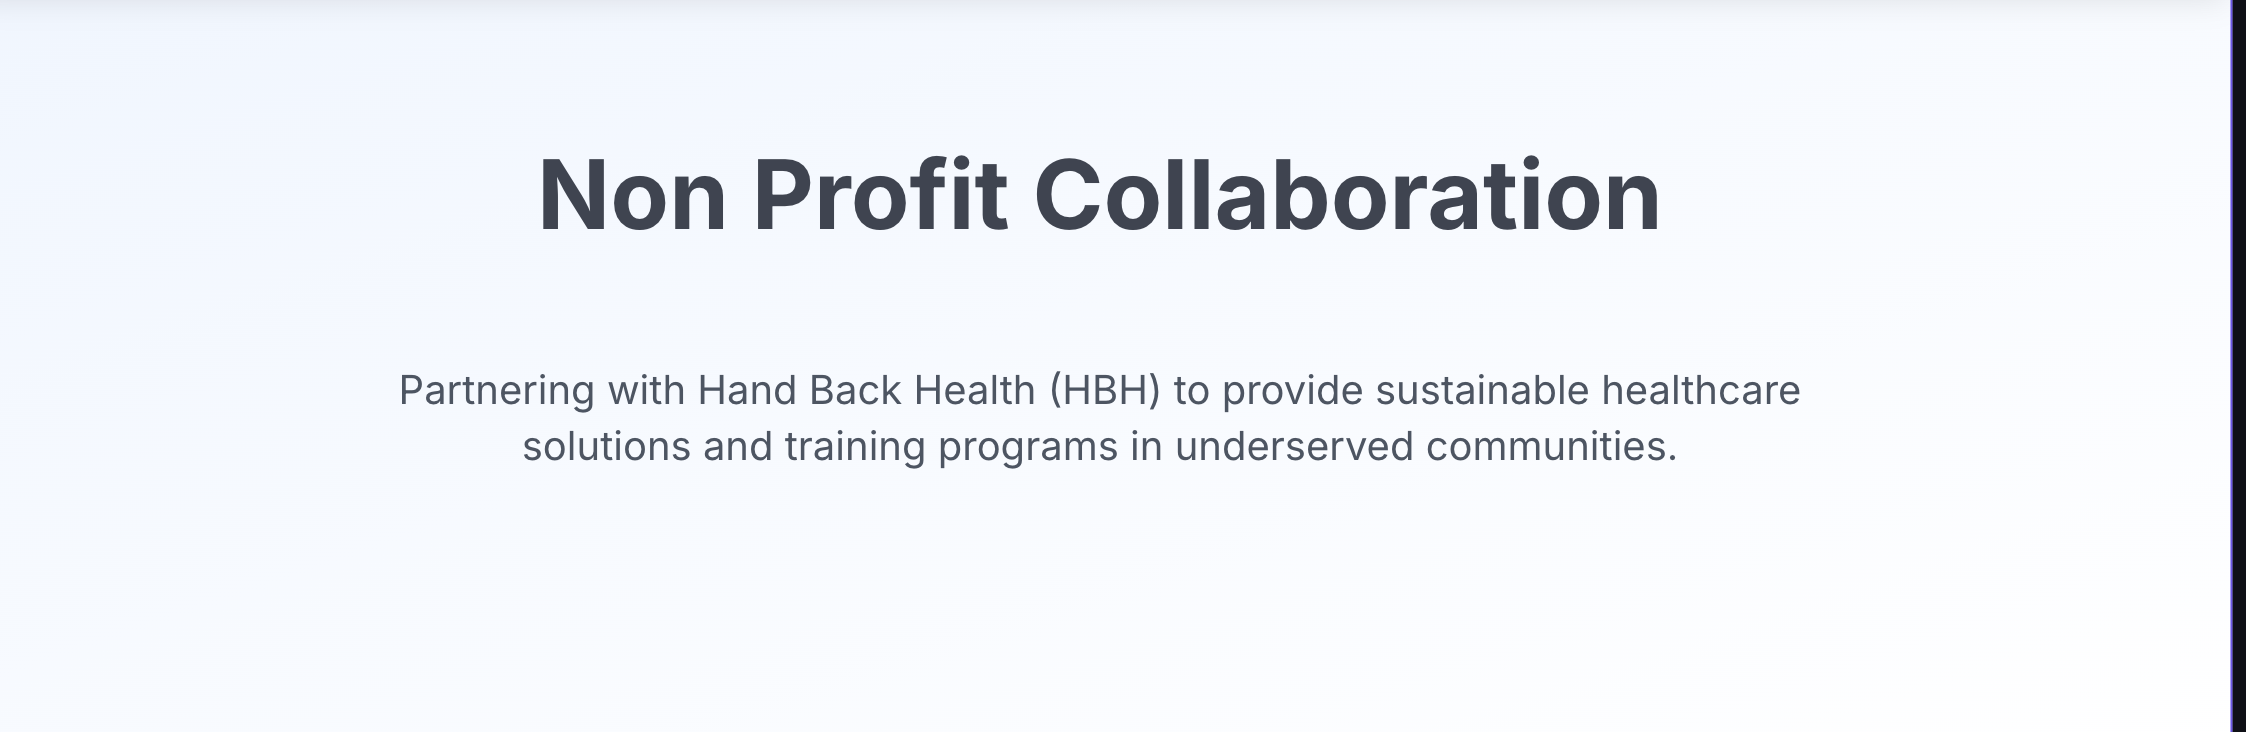 Non Profit Collaboration
Partnering with Hand Back Health (HBH) to provide sustainable healthcare
solutions and training programs in underserved communities.